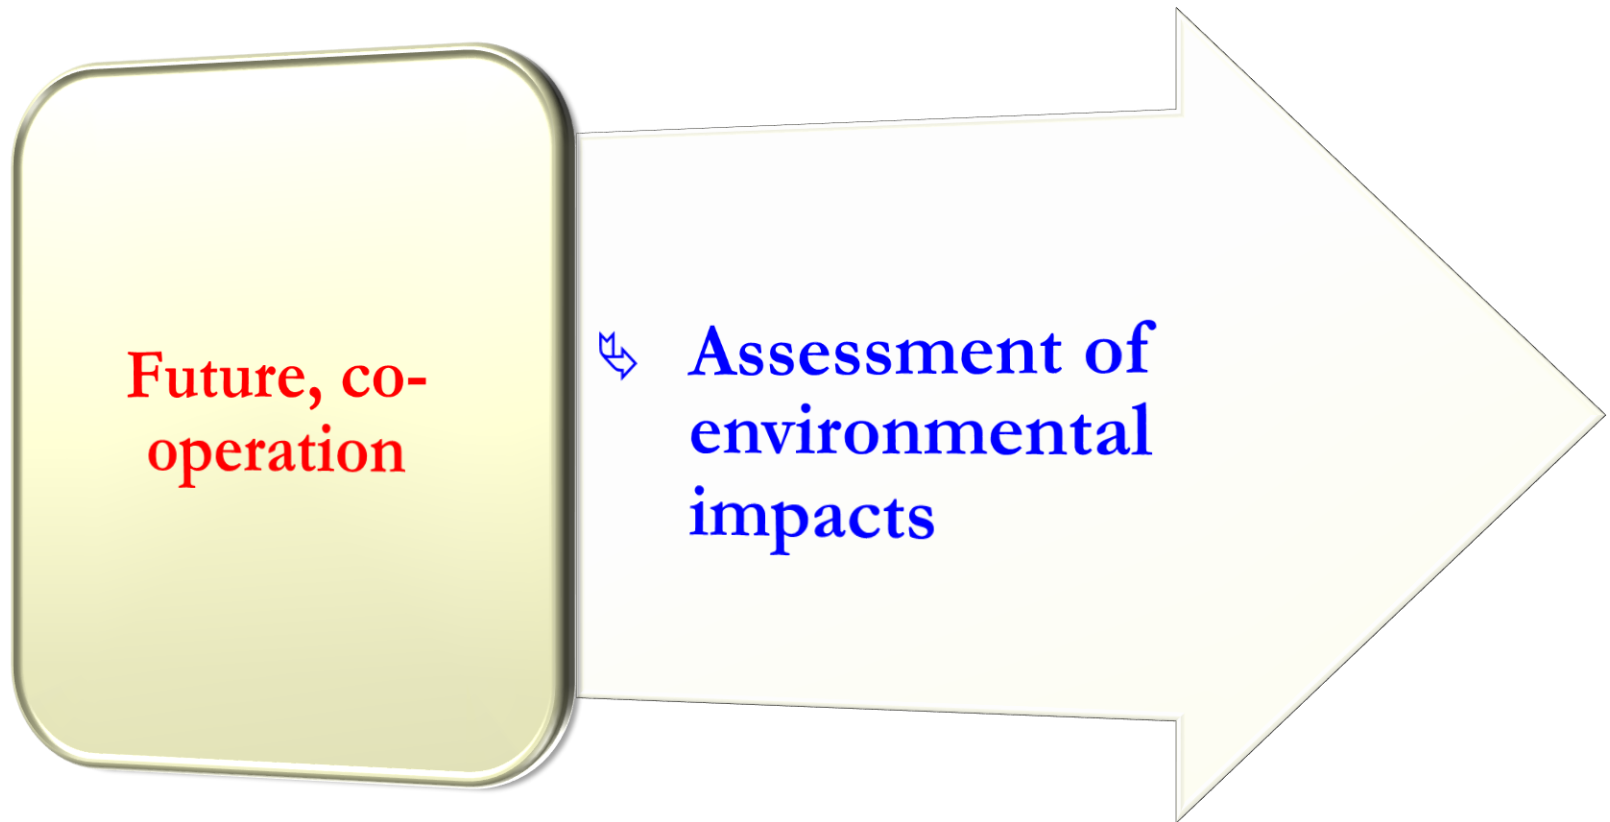 Future, co-
operation
Assessment of
environmental
impacts